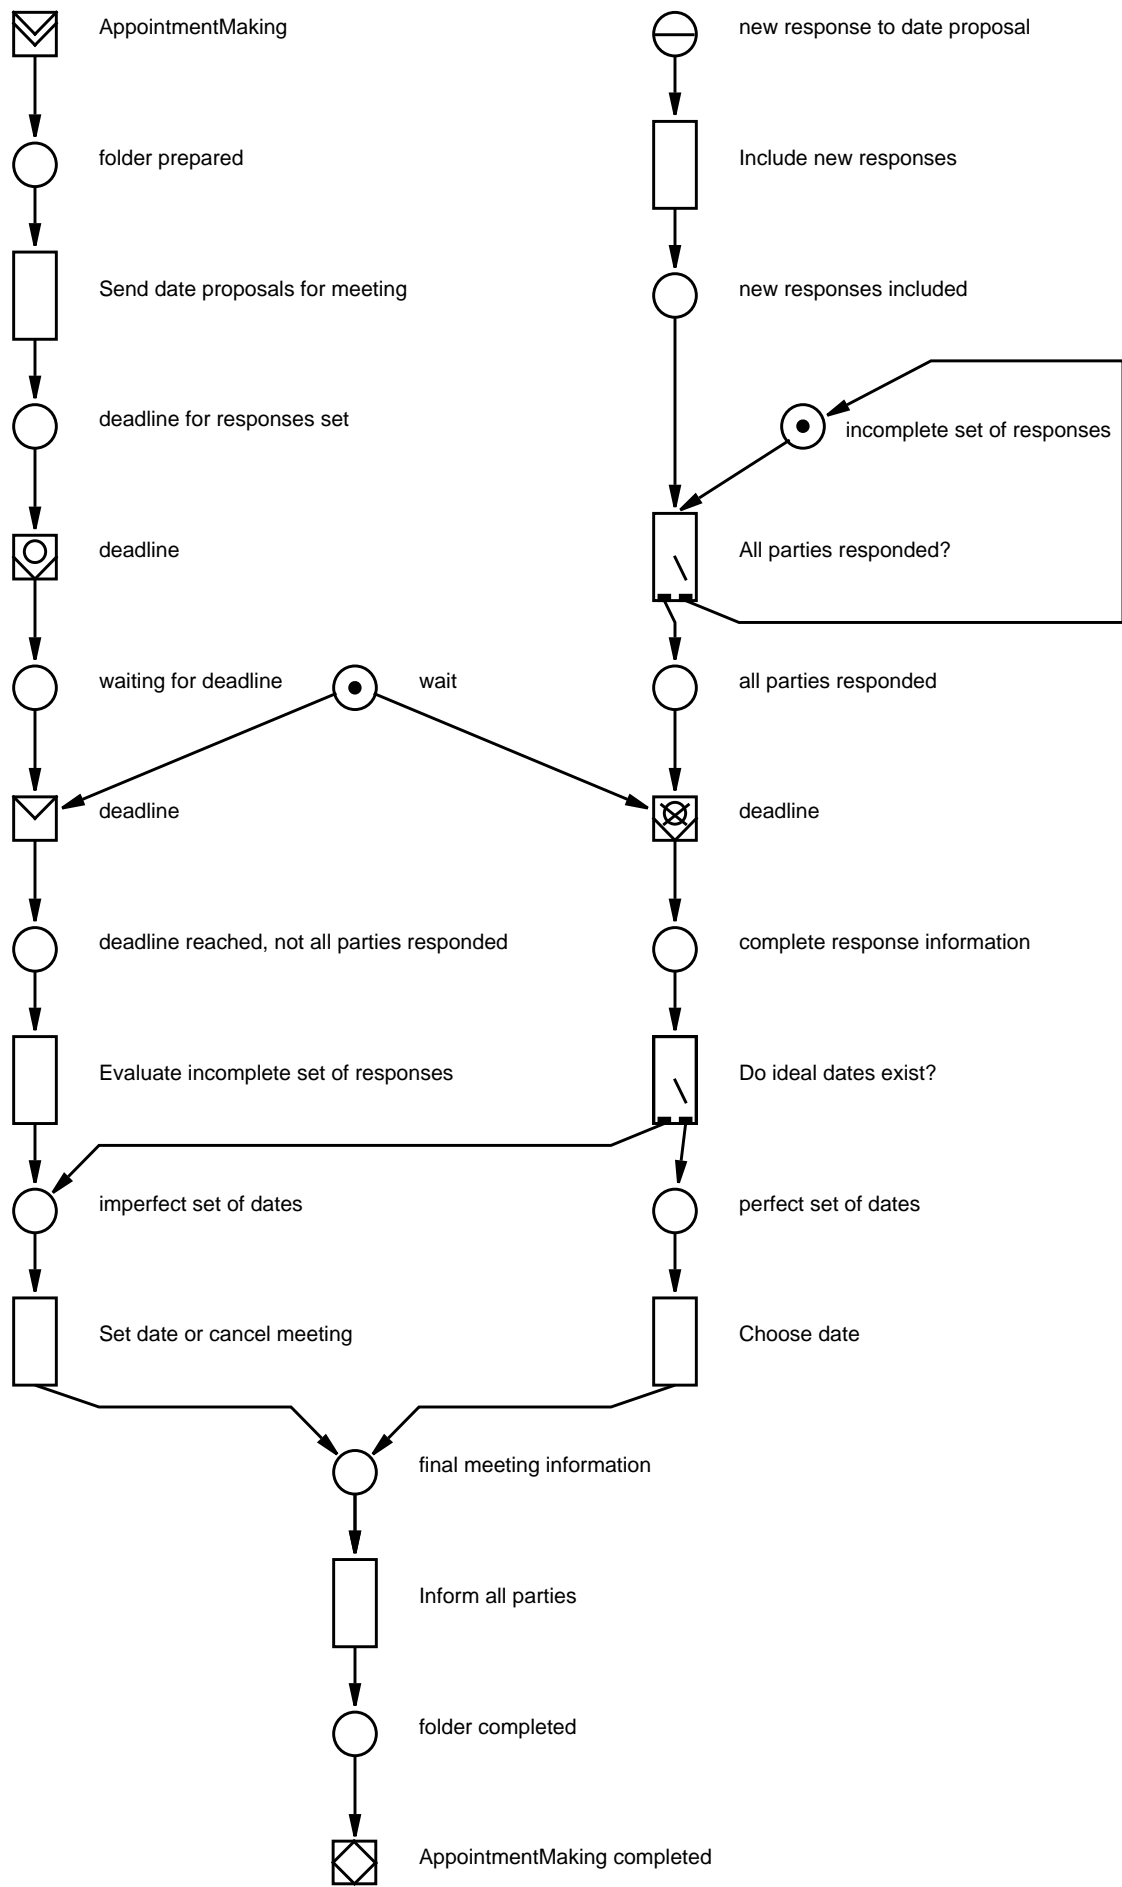 AppointmentMaking
new response to date proposal
folder prepared
Include new responses
Send date proposals for meeting
new responses included
deadline for responses set
incomplete set of responses
deadline
All parties responded?
waiting for deadline
wait
all parties responded
deadline
deadline
deadline reached, not all parties responded
complete response information
Evaluate incomplete set of responses
Do ideal dates exist?
imperfect set of dates
perfect set of dates
Set date or cancel meeting
Choose date
final meeting information
Inform all parties
folder completed
AppointmentMaking completed